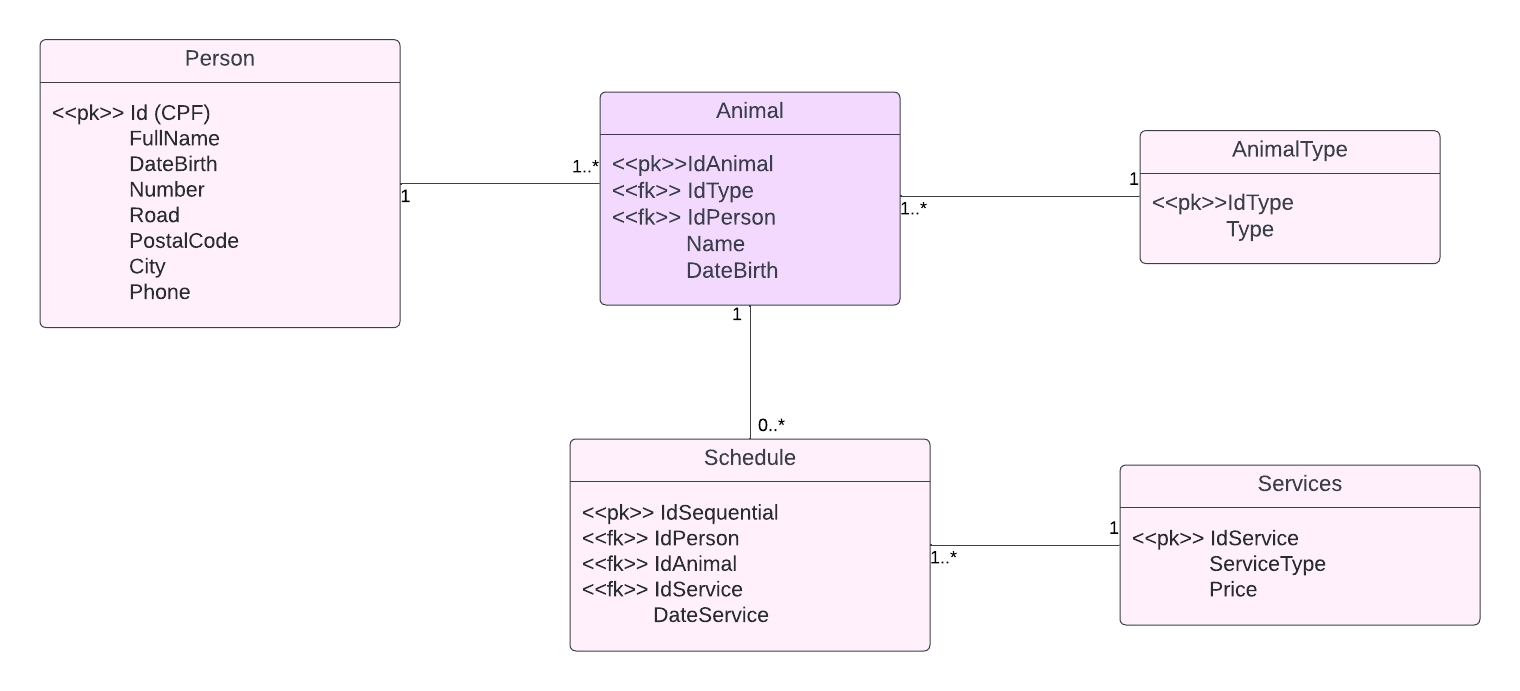 Person
<<pk>> Id (CPF)
FullName
DateBirth
Number
Road
PostalCode
City
Phone
1
1..*
Animal
<<pk>>IdAnimal
<<fk>> IdType
<<fk>> IdPerson
Name
DateBirth
1..*
1
AnimalType
<<pk>>IdType
Type
1
0..*
Schedule
<<pk>> IdSequential
<<fk>> IdPerson
<<fk>> IdAnimal
<<fk>> IdService
DateService
1..*
1
Services
<<pk>> IdService
ServiceType
Price